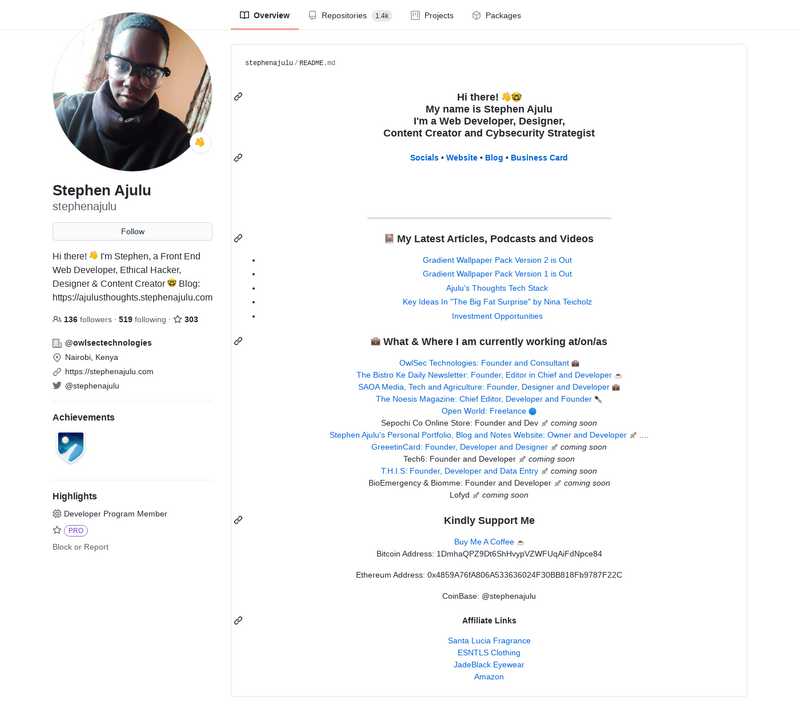 Overview
Repositories 1.4k
Projects
Packages
stephenajulu / README.md
Hi there! 👋🤓
My name is Stephen Ajulu
I'm a Web Developer, Designer,
Content Creator and Cybsecurity Strategist
Socials • Website • Blog • Business Card
Stephen Ajulu
stephenajulu
Follow
Hi there! 👋 I'm Stephen, a Front End
Web Developer, Ethical Hacker,
Designer & Content Creator 🤓 Blog:
https://ajulusthoughts.stephenajulu.com
136 followers · 519 following · 303
@owlsectechnologies
Nairobi, Kenya
https://stephenajulu.com
@stephenajulu
Achievements
Highlights
Developer Program Member
PRO
Block or Report
My Latest Articles, Podcasts and Videos
Gradient Wallpaper Pack Version 2 is Out
Gradient Wallpaper Pack Version 1 is Out
Ajulu's Thoughts Tech Stack
Key Ideas In "The Big Fat Surprise" by Nina Teicholz
Investment Opportunities
💼 What & Where I am currently working at/on/as
OwlSec Technologies: Founder and Consultant 💼
The Bistro Ke Daily Newsletter: Founder, Editor in Chief and Developer ☕
SAOA Media, Tech and Agriculture: Founder, Designer and Developer 💼
The Noesis Magazine: Chief Editor, Developer and Founder ✒️
Open World: Freelance 🌐
Sepochi Co Online Store: Founder and Dev 🚀 coming soon
Stephen Ajulu's Personal Portfolio, Blog and Notes Website: Owner and Developer 🚀 ....
GreeetinCard: Founder, Developer and Designer 🚀 coming soon
Tech6: Founder and Developer 🚀 coming soon
T.H.I.S: Founder, Developer and Data Entry 🚀 coming soon
BioEmergency & Biomme: Founder and Developer 🚀 coming soon
Lofyd 🚀 coming soon
Kindly Support Me
Buy Me A Coffee ☕
Bitcoin Address: 1DmhaQPZ9Dt6ShHvypVZWFUqAiFdNpce84
Ethereum Address: 0x4859A76fA806A533636024F30BB818Fb9787F22C
CoinBase: @stephenajulu
Affiliate Links
Santa Lucia Fragrance
ESNTLS Clothing
JadeBlack Eyewear
Amazon